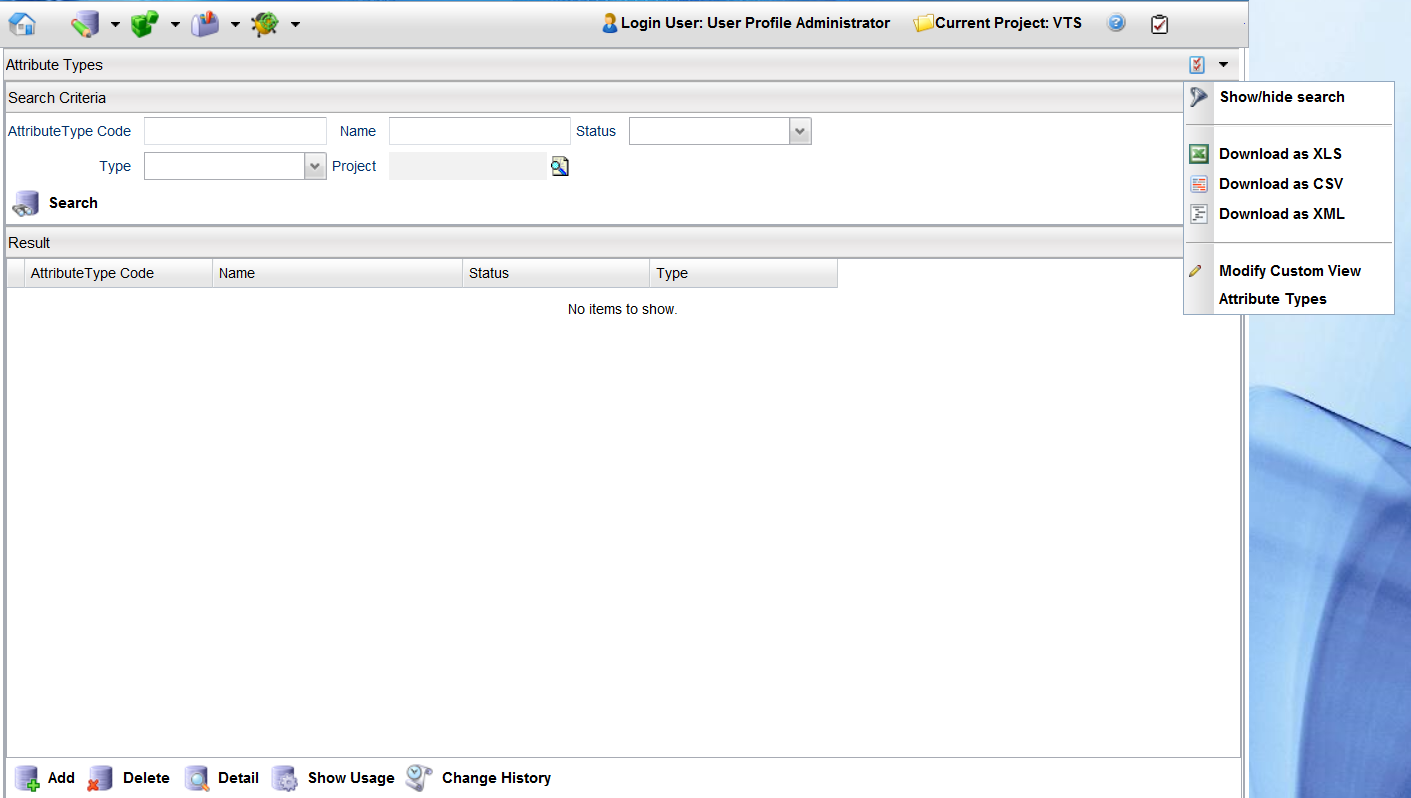 Login User: User Profile Administrator Current Project: VTS
Attribute Types
Search Criteria
AttributeType Code Name Status
Type Project
Search
Result
AttributeType Code Name Status Type
No items to show.
Show/hide search
Download as XLS
Download as CSV
Download as XML
Modify Custom View
Attribute Types
Add Delete Detail Show Usage Change History